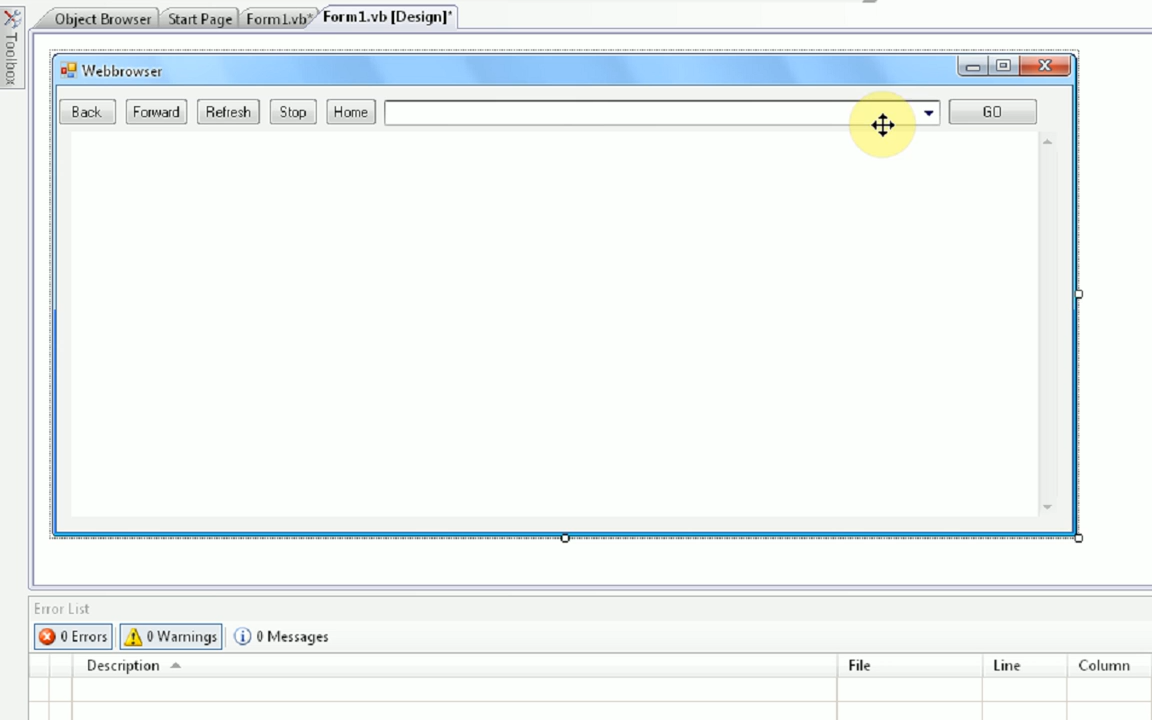 Object Browser Start Page Form1.vb* Form1.vb [Design]*
Toolbox
Webbrowser
Back Forward Refresh Stop Home GO
Error List
0 Errors 0 Warnings 0 Messages
Description File Line Column